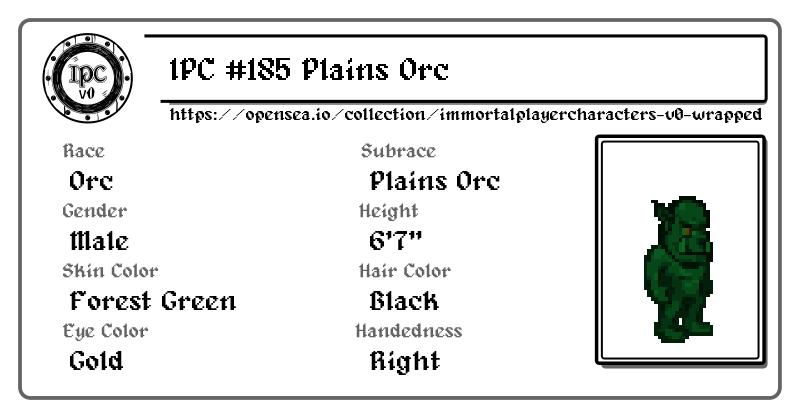 IPC
v0
IPC #185 Plains Orc
https://opensea.io/collection/immortalplayercharacters-v0-wrapped
Race
Subrace
Orc
Plains Orc
Gender
Height
Male
6'7"
Skin Color
Hair Color
Forest Green
Black
Eye Color
Handedness
Gold
Right